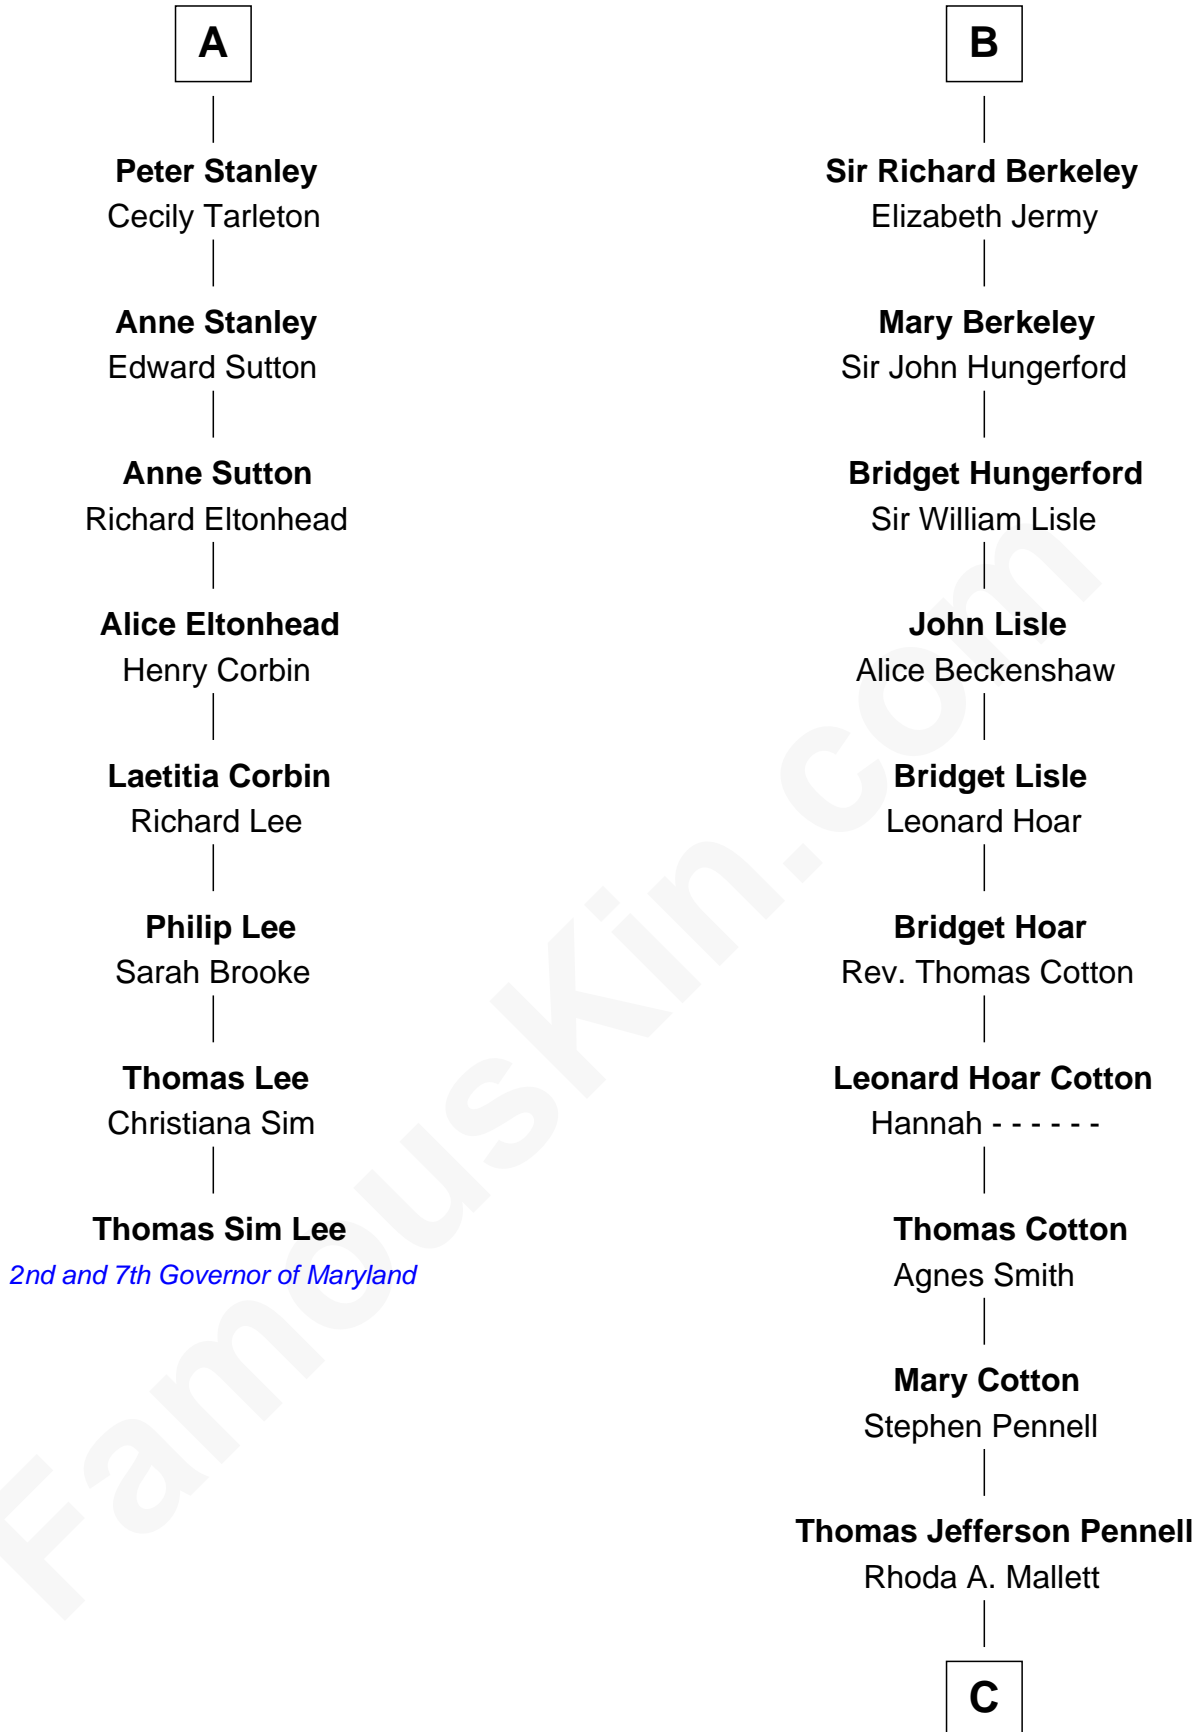 A
Peter Stanley
Cecily Tarleton
Anne Stanley
Edward Sutton
Anne Sutton
Richard Eltonhead
Alice Eltonhead
Henry Corbin
Laetitia Corbin
Richard Lee
Philip Lee
Sarah Brooke
Thomas Lee
Christiana Sim
Thomas Sim Lee
2nd and 7th Governor of Maryland
B
Sir Richard Berkeley
Elizabeth Jermy
Mary Berkeley
Sir John Hungerford
Bridget Hungerford
Sir William Lisle
John Lisle
Alice Beckenshaw
Bridget Lisle
Leonard Hoar
Bridget Hoar
Rev. Thomas Cotton
Leonard Hoar Cotton
Hannah - - - - - -
Thomas Cotton
Agnes Smith
Mary Cotton
Stephen Pennell
Thomas Jefferson Pennell
Rhoda A. Mallett
C
FamousKin.com